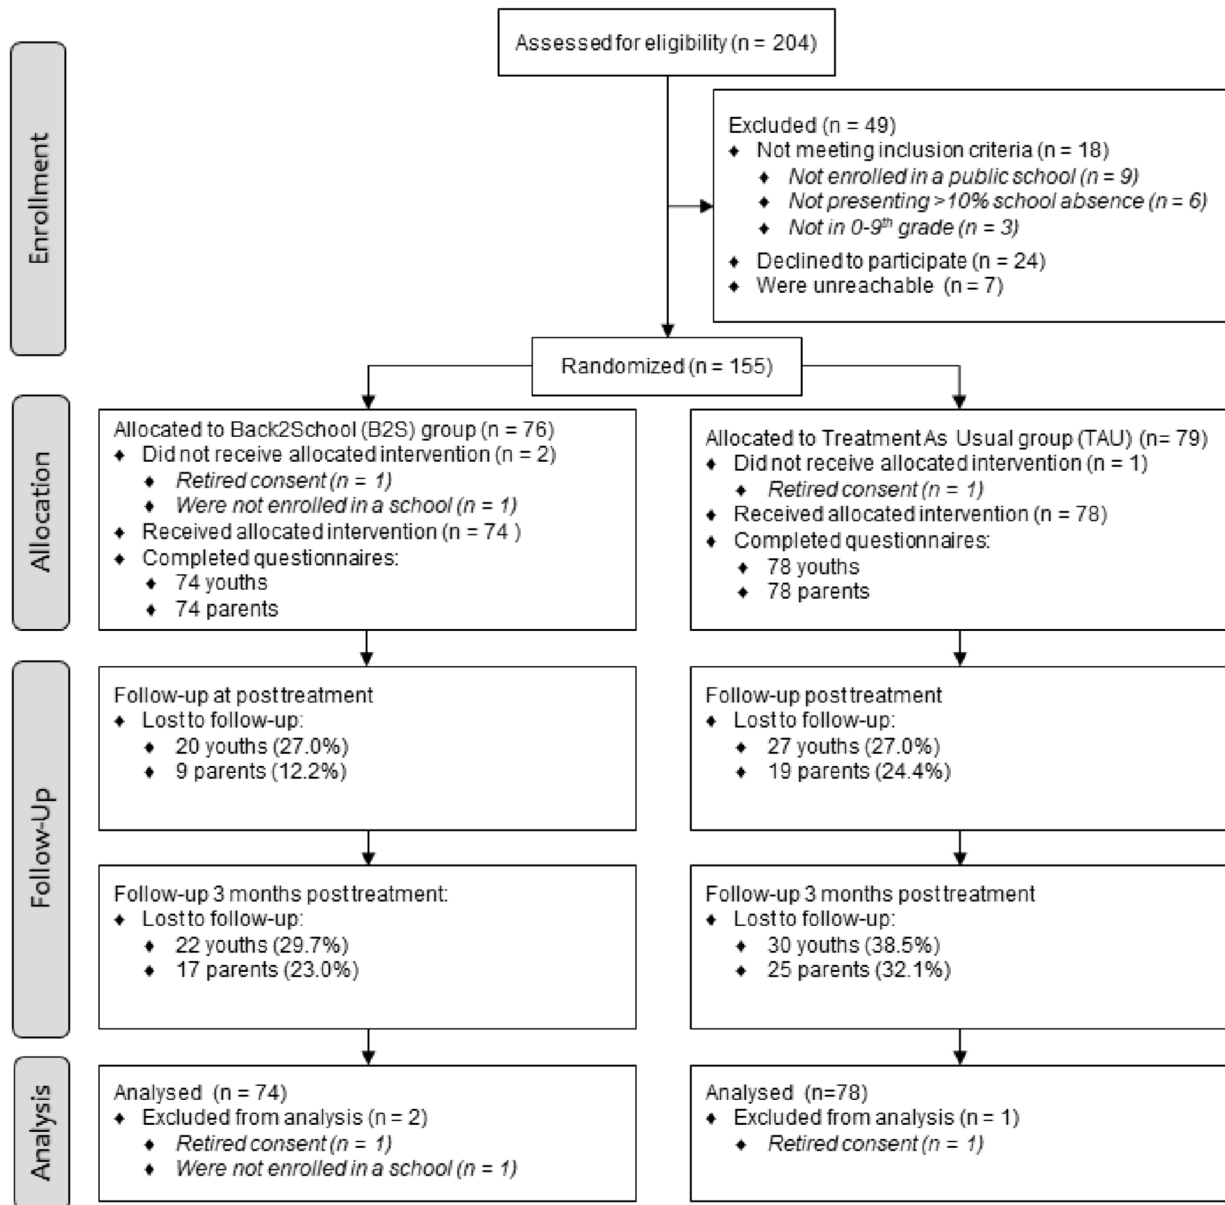 Enrollment
Assessed for eligibility (n = 204)
Excluded (n = 49)
♦ Not meeting inclusion criteria (n = 18)
♦ Not enrolled in a public school (n = 9)
♦ Not presenting >10% school absence (n = 6)
♦ Not in 0-9th grade (n = 3)
♦ Declined to participate (n = 24)
♦ Were unreachable (n = 7)
Randomized (n = 155)
Allocation
Allocated to Back2School (B2S) group (n = 76)
♦ Did not receive allocated intervention (n = 2)
♦ Retired consent (n = 1)
♦ Were not enrolled in a school (n = 1)
♦ Received allocated intervention (n = 74 )
♦ Completed questionnaires:
♦ 74 youths
♦ 74 parents
Allocated to Treatment As Usual group (TAU) (n= 79)
♦ Did not receive allocated intervention (n = 1)
♦ Retired consent (n = 1)
♦ Received allocated intervention (n = 78)
♦ Completed questionnaires:
♦ 78 youths
♦ 78 parents
Follow-Up
Follow-up at post treatment
♦ Lost to follow-up:
♦ 20 youths (27.0%)
♦ 9 parents (12.2%)
Follow-up post treatment
♦ Lost to follow-up:
♦ 27 youths (27.0%)
♦ 19 parents (24.4%)
Follow-up 3 months post treatment:
♦ Lost to follow-up:
♦ 22 youths (29.7%)
♦ 17 parents (23.0%)
Follow-up 3 months post treatment
♦ Lost to follow-up:
♦ 30 youths (38.5%)
♦ 25 parents (32.1%)
Analysis
Analysed (n = 74)
♦ Excluded from analysis (n = 2)
♦ Retired consent (n = 1)
♦ Were not enrolled in a school (n = 1)
Analysed (n=78)
♦ Excluded from analysis (n = 1)
♦ Retired consent (n = 1)